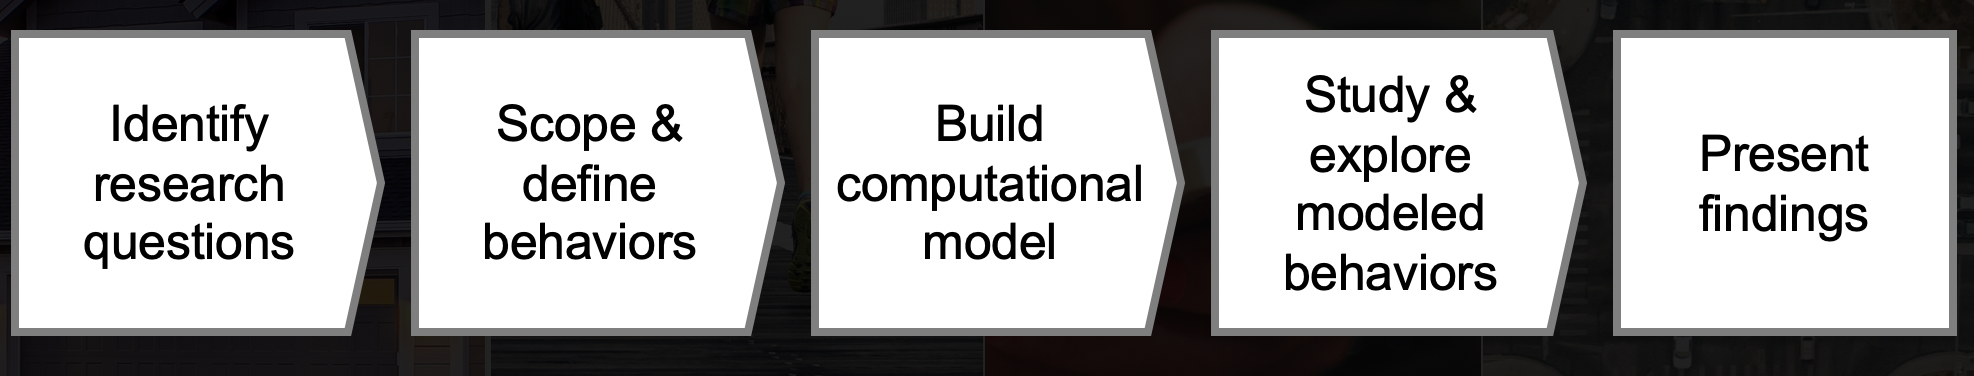 Identify
research
questions
Scope &
define
behaviors
Build
computational
model
Study &
explore
modeled
behaviors
Present
findings